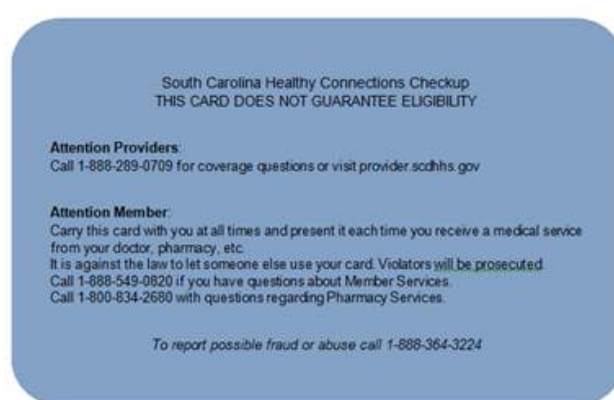 South Carolina Healthy Connections Checkup
THIS CARD DOES NOT GUARANTEE ELIGIBILITY
Attention Providers:
Call 1-888-289-0709 for coverage questions or visit provider.scdhhs.gov
Attention Member:
Carry this card with you at all times and present it each time you receive a medical service
from your doctor, pharmacy, etc.
It is against the law to let someone else use your card. Violators will be prosecuted.
Call 1-888-549-0820 if you have questions about Member Services.
Call 1-800-834-2680 with questions regarding Pharmacy Services.
To report possible fraud or abuse call 1-888-364-3224